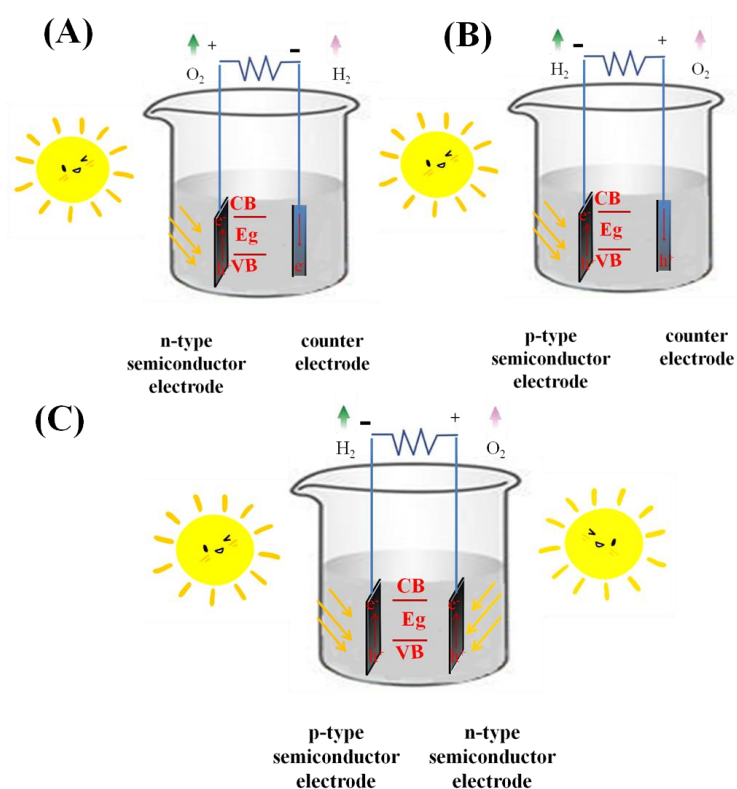 (A)
+
-
O2
H2
CB
e-
Eg
VB
h+
e-
n-type
semiconductor
electrode
counter
electrode
(B)
-
+
H2
O2
CB
e-
Eg
VB
h+
h+
p-type
semiconductor
electrode
counter
electrode
(C)
-
+
H2
O2
CB
e-
e-
Eg
VB
h+
h+
p-type
semiconductor
electrode
n-type
semiconductor
electrode